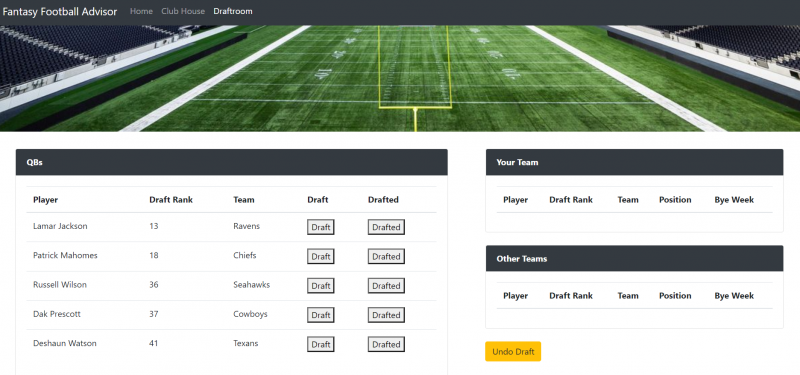 Fantasy Football Advisor Home Club House Draftroom
QBs
Player Draft Rank Team Draft Drafted
Lamar Jackson 13 Ravens Draft Drafted
Patrick Mahomes 18 Chiefs Draft Drafted
Russell Wilson 36 Seahawks Draft Drafted
Dak Prescott 37 Cowboys Draft Drafted
Deshaun Watson 41 Texans Draft Drafted
Your Team
Player Draft Rank Team Position Bye Week
Other Teams
Player Draft Rank Team Position Bye Week
Undo Draft